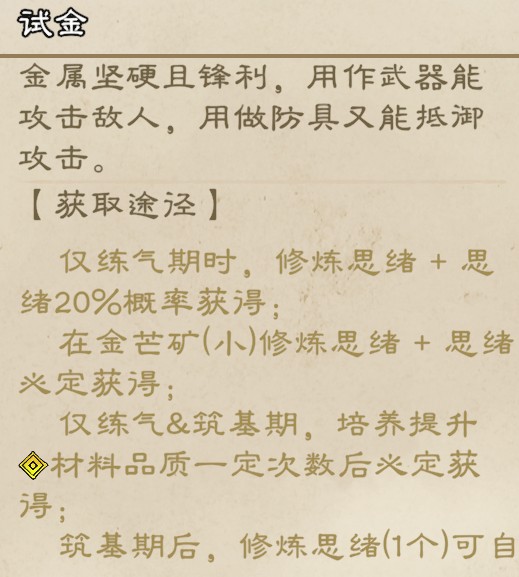 试金
金属坚硬且锋利，用作武器能
攻击敌人，用做防具又能抵御
攻击。
【获取途径】
仅练气期时，修炼思绪 + 思
绪20%概率获得；
在金芒矿(小)修炼思绪 + 思绪
必定获得；
仅练气&筑基期，培养提升
材料品质一定次数后必定获
得；
筑基期后，修炼思绪(1个)可自